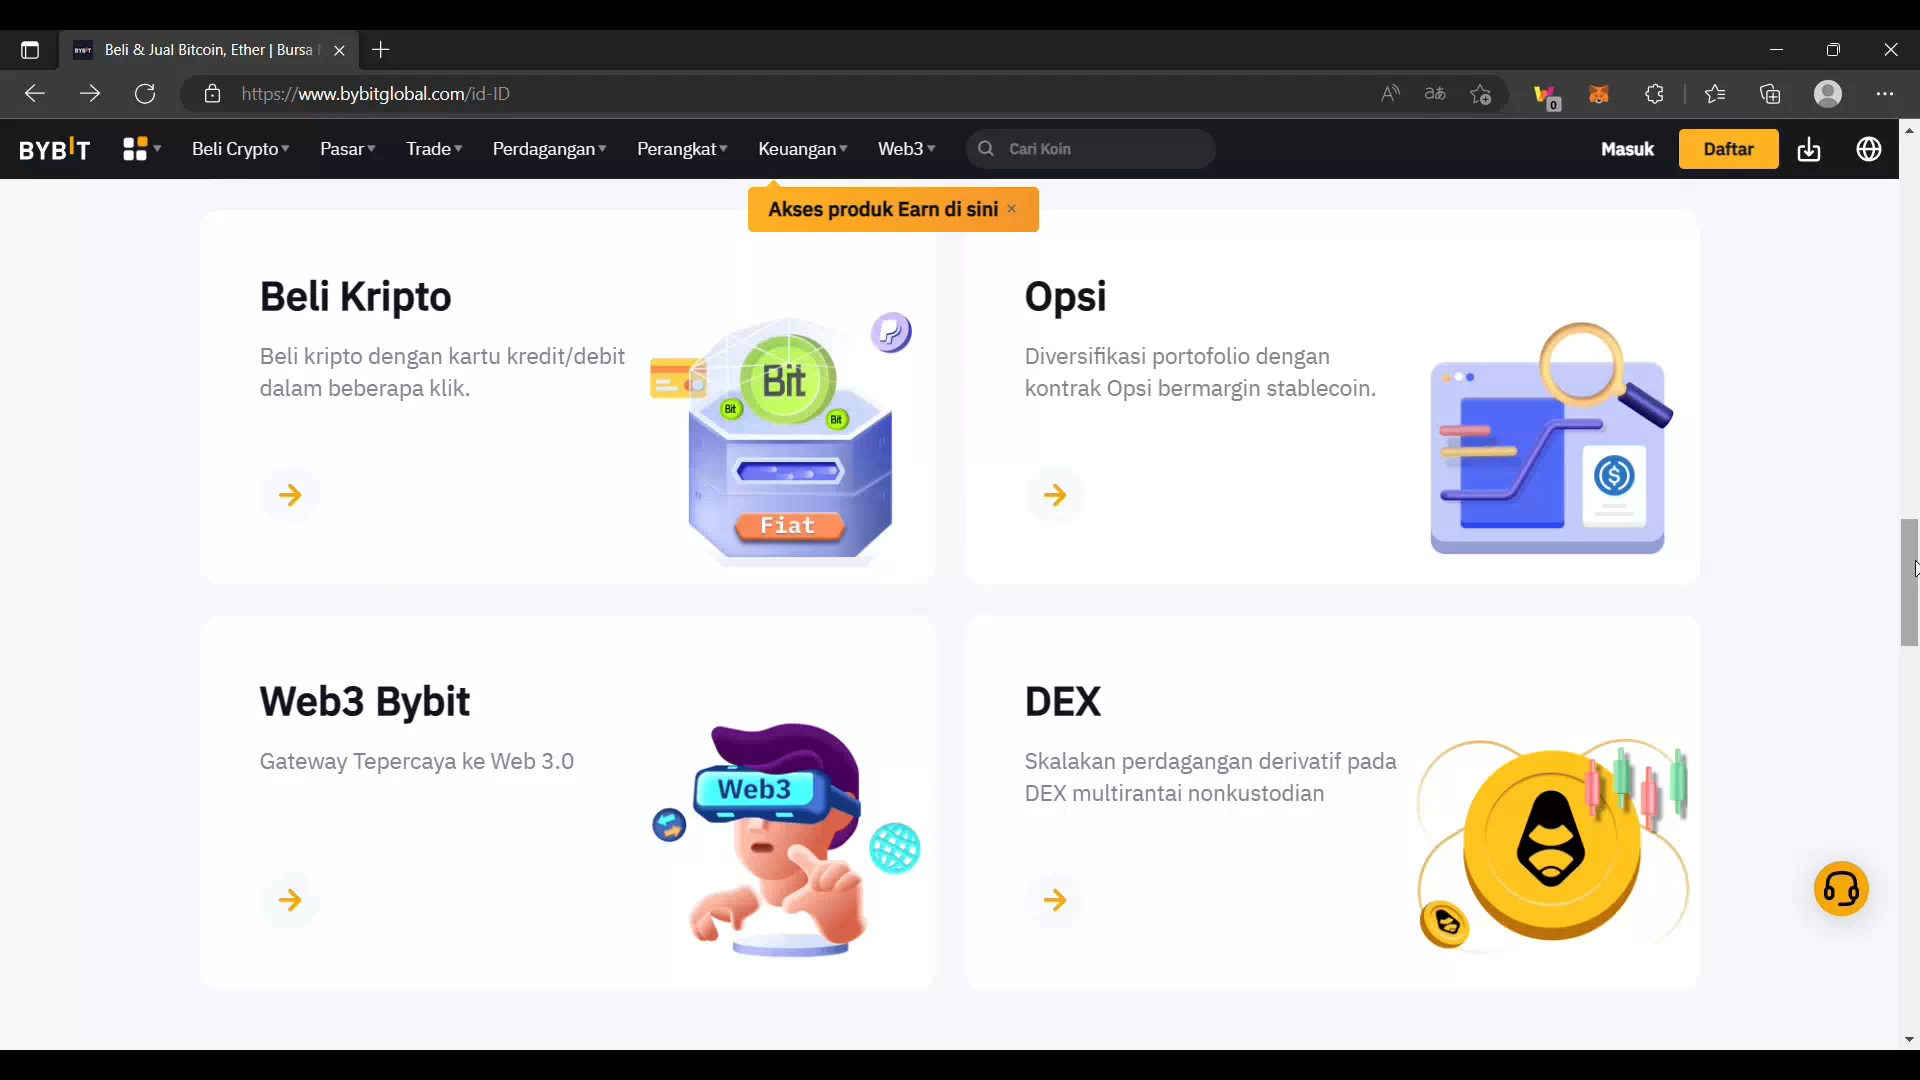 Beli & Jual Bitcoin, Ether | Bursa
https://www.bybitglobal.com/id-ID
0
BYBIT
Beli Crypto
Pasar
Trade
Perdagangan
Perangkat
Keuangan
Web3
Cari Koin
Masuk
Daftar
Akses produk Earn di sini
Beli Kripto
Beli kripto dengan kartu kredit/debit
dalam beberapa klik.
Bit
Bit
Bit
Fiat
Opsi
Diversifikasi portofolio dengan
kontrak Opsi bermargin stablecoin.
Web3 Bybit
Gateway Tepercaya ke Web 3.0
Web3
DEX
Skalakan perdagangan derivatif pada
DEX multirantai nonkustodian